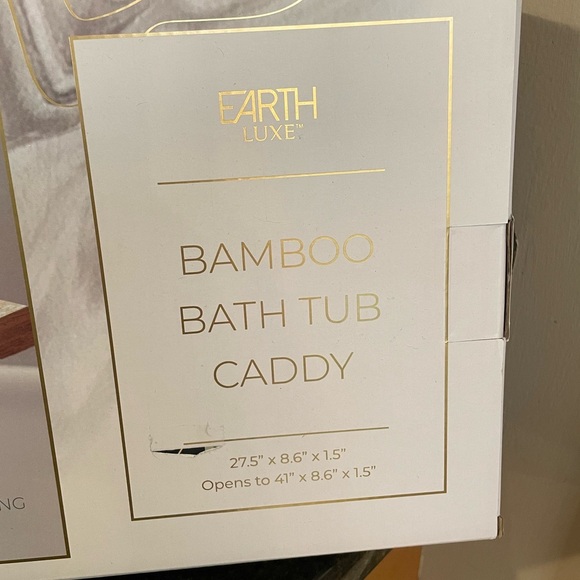 EARTH
LUXE™
BAMBOO
BATH TUB
CADDY
27.5” x 8.6” x 1.5”
Opens to 41” x 8.6” x 1.5”
NG